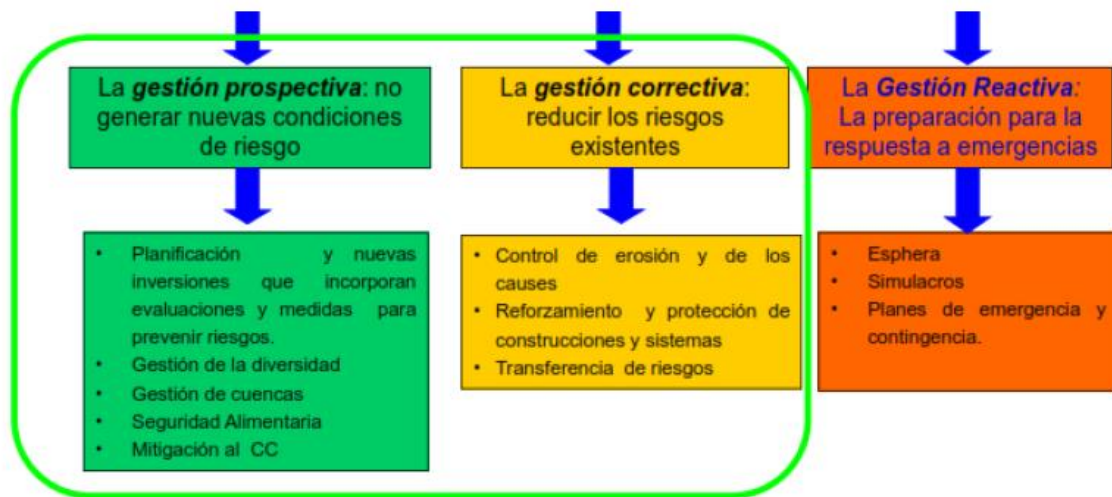 La gestión prospectiva: no
generar nuevas condiciones
de riesgo
La gestión correctiva:
reducir los riesgos
existentes
La Gestión Reactiva:
La preparación para la
respuesta a emergencias
• Planificación y nuevas
inversiones que incorporan
evaluaciones y medidas para
prevenir riesgos.
• Gestión de la diversidad
• Gestión de cuencas
• Seguridad Alimentaria
• Mitigación al CC
• Control de erosión y de los
causes
• Reforzamiento y protección de
construcciones y sistemas
• Transferencia de riesgos
• Esphera
• Simulacros
• Planes de emergencia y
contingencia.